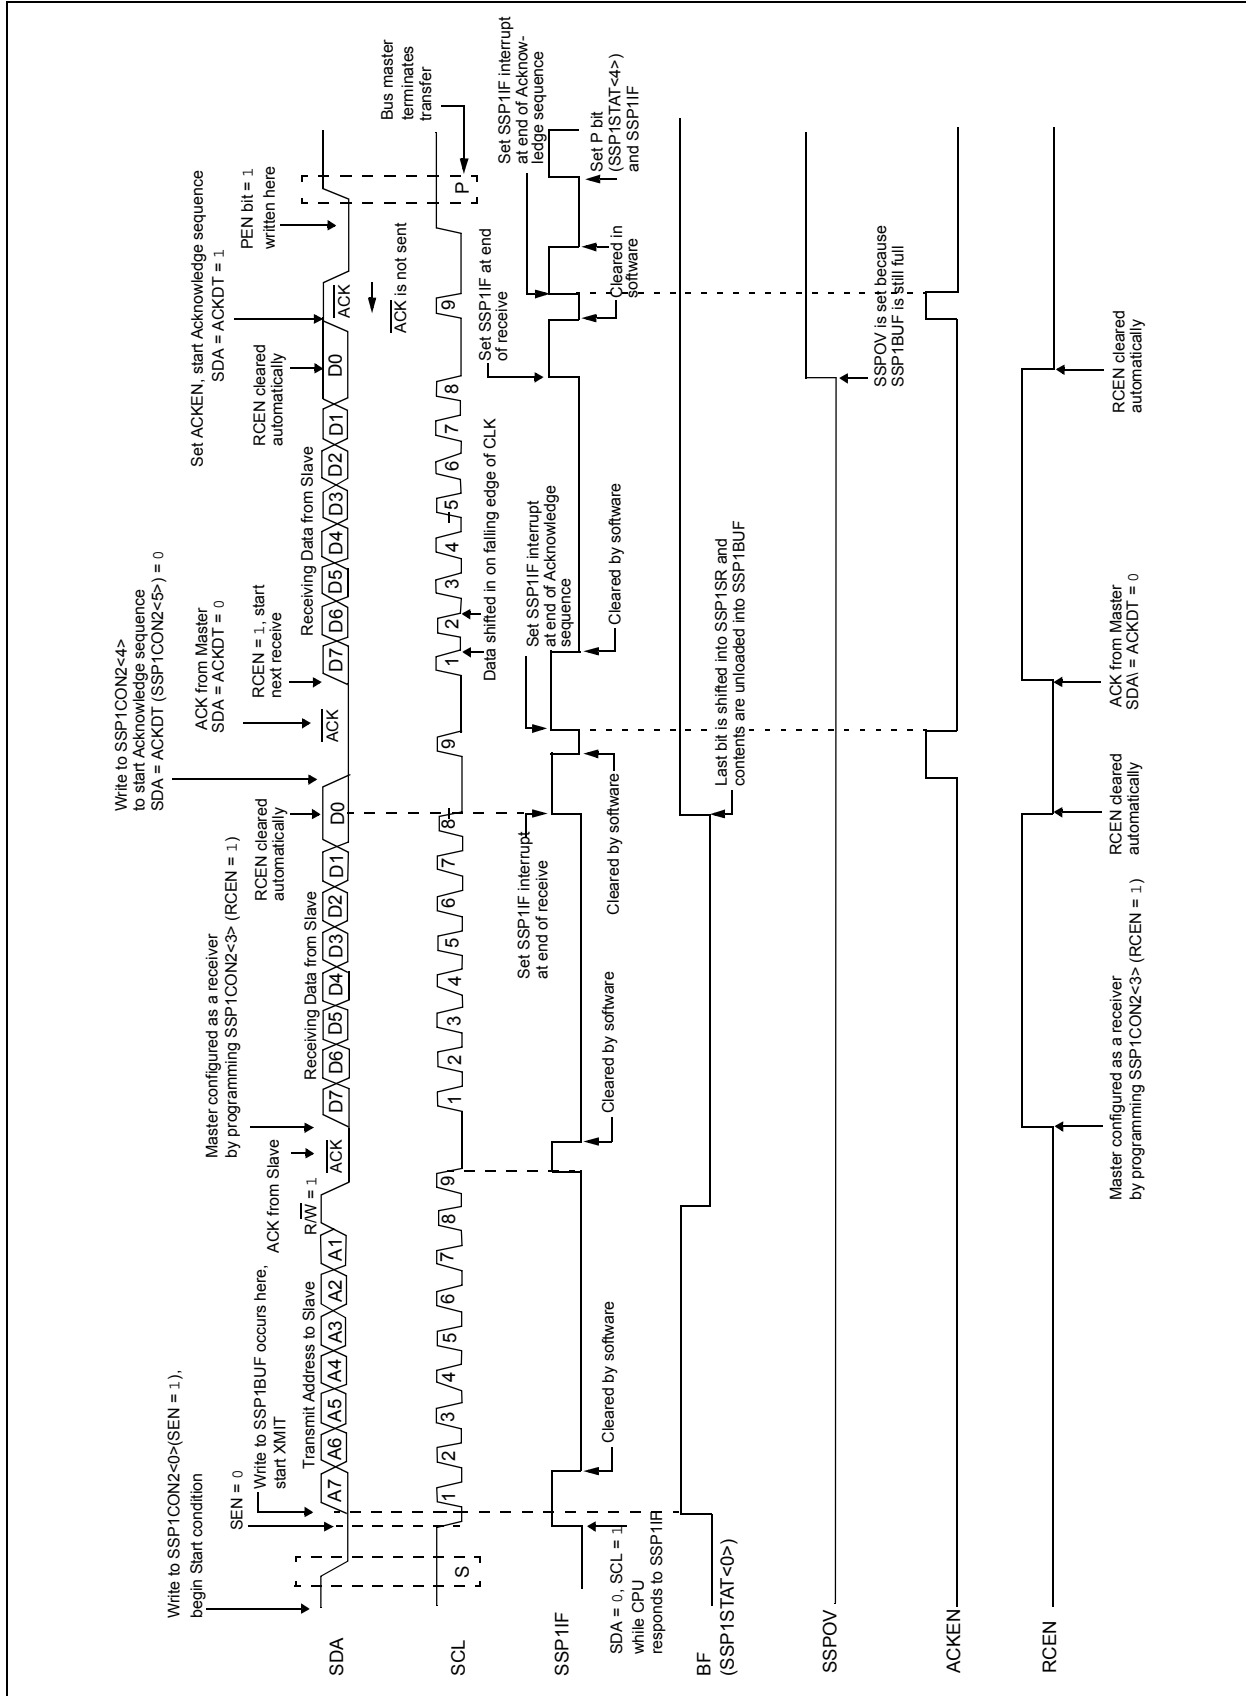 Write to SSP1CON2<0>(SEN = 1),
begin Start condition
SEN = 0
Write to SSP1BUF occurs here,
start XMIT
ACK from Slave
Master configured as a receiver
by programming SSP1CON2<3> (RCEN = 1)
RCEN cleared
automatically
Write to SSP1CON2<4>
to start Acknowledge sequence
SDA = ACKDT (SSP1CON2<5>) = 0
ACK from Master
SDA = ACKDT = 0
RCEN = 1, start
next receive
RCEN cleared
automatically
Set ACKEN, start Acknowledge sequence
SDA = ACKDT = 1
PEN bit = 1
written here
Transmit Address to Slave
R/W = 1
Receiving Data from Slave
Receiving Data from Slave
SDA
A7 A6 A5 A4 A3 A2 A1
ACK
D7 D6 D5 D4 D3 D2 D1 D0
ACK
D7 D6 D5 D4 D3 D2 D1 D0
ACK
ACK is not sent
Bus master
terminates
transfer
SCL
S
1 2 3 4 5 6 7 8 9
1 2 3 4 5 6 7 8 9
1 2 3 4 5 6 7 8 9
P
Data shifted in on falling edge of CLK
Set SSP1IF interrupt
at end of receive
Set SSP1IF interrupt
at end of Acknowledge
sequence
Set SSP1IF at end
of receive
Set SSP1IF interrupt
at end of Acknow-
ledge sequence
SSP1IF
SDA = 0, SCL = 1
while CPU
responds to SSP1IF
Cleared by software
Cleared by software
Cleared by software
Cleared by software
Cleared in
software
Set P bit
(SSP1STAT<4>)
and SSP1IF
BF
(SSP1STAT<0>)
Last bit is shifted into SSP1SR and
contents are unloaded into SSP1BUF
SSPOV
SSPOV is set because
SSP1BUF is still full
ACKEN
RCEN
Master configured as a receiver
by programming SSP1CON2<3> (RCEN = 1)
RCEN cleared
automatically
ACK from Master
SDA\ = ACKDT = 0
RCEN cleared
automatically